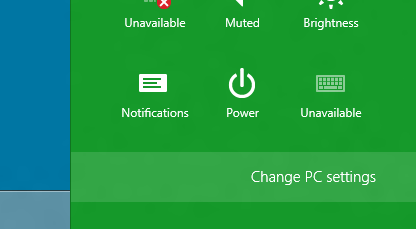 Unavailable Muted Brightness
Notifications Power Unavailable
Change PC settings